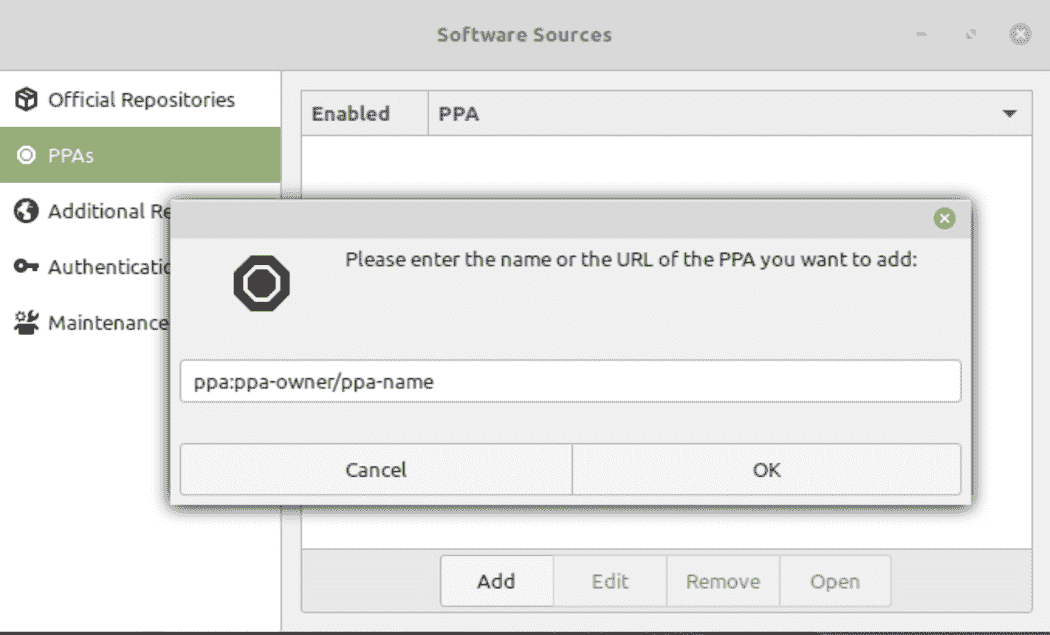 Software Sources
Official Repositories
PPAs
Additional Re
Authenticatio
Maintenance
Enabled
PPA
Please enter the name or the URL of the PPA you want to add:
ppa:ppa-owner/ppa-name
Cancel
OK
Add
Edit
Remove
Open